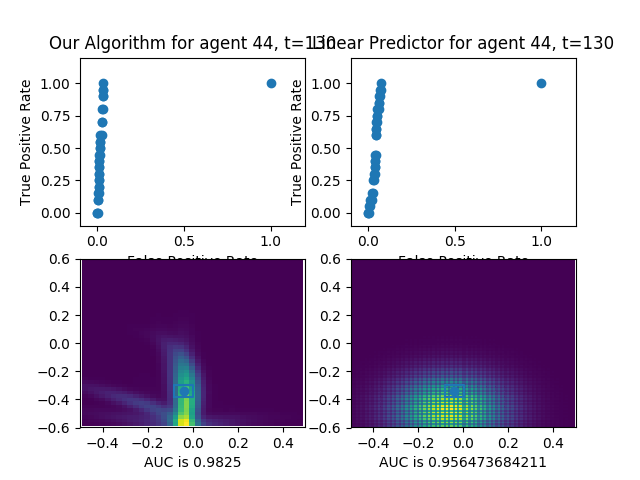 Our Algorithm for agent 44, t=130
Linear Predictor for agent 44, t=130
True Positive Rate
1.00
0.75
0.50
0.25
0.00
0.0 0.5 1.0
False Positive Rate
True Positive Rate
1.00
0.75
0.50
0.25
0.00
0.0 0.5 1.0
False Positive Rate
0.6
0.4
0.2
0.0
−0.2
−0.4
−0.6
−0.4 −0.2 0.0 0.2 0.4
AUC is 0.9825
0.6
0.4
0.2
0.0
−0.2
−0.4
−0.6
−0.4 −0.2 0.0 0.2 0.4
AUC is 0.956473684211